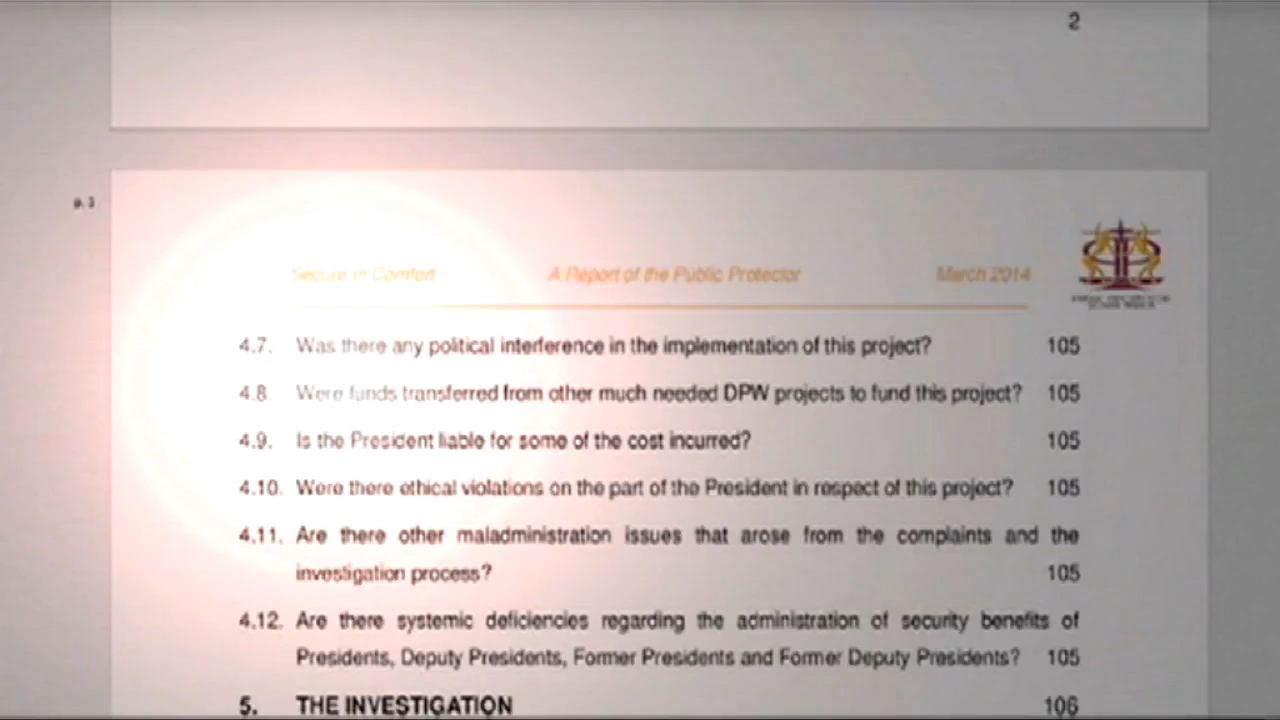 2
p. 3
Secure in Comfort A Report of the Public Protector March 2014
4.7. Was there any political interference in the implementation of this project? 105
4.8. Were funds transferred from other much needed DPW projects to fund this project? 105
4.9. Is the President liable for some of the cost incurred? 105
4.10. Were there ethical violations on the part of the President in respect of this project? 105
4.11. Are there other maladministration issues that arose from the complaints and the
investigation process? 105
4.12. Are there systemic deficiencies regarding the administration of security benefits of
Presidents, Deputy Presidents, Former Presidents and Former Deputy Presidents? 105
5. THE INVESTIGATION 106